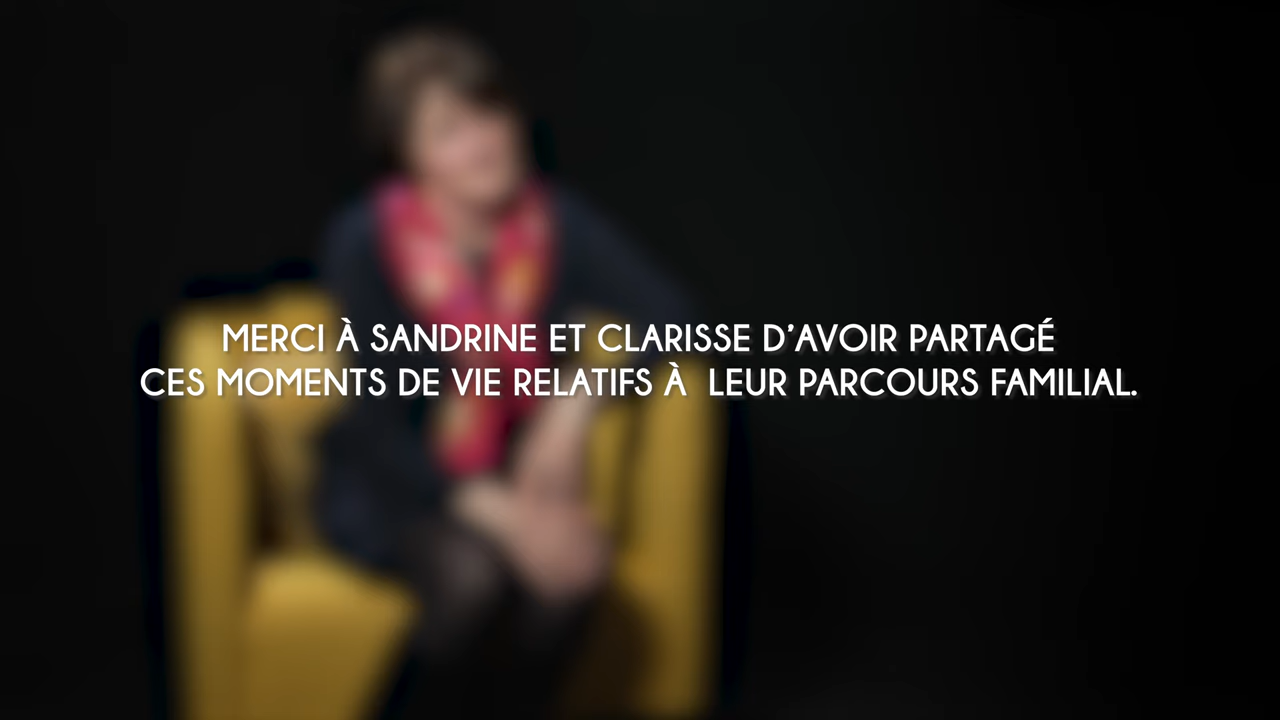 MERCI À SANDRINE ET CLARISSE D’AVOIR PARTAGÉ
CES MOMENTS DE VIE RELATIFS À  LEUR PARCOURS FAMILIAL.